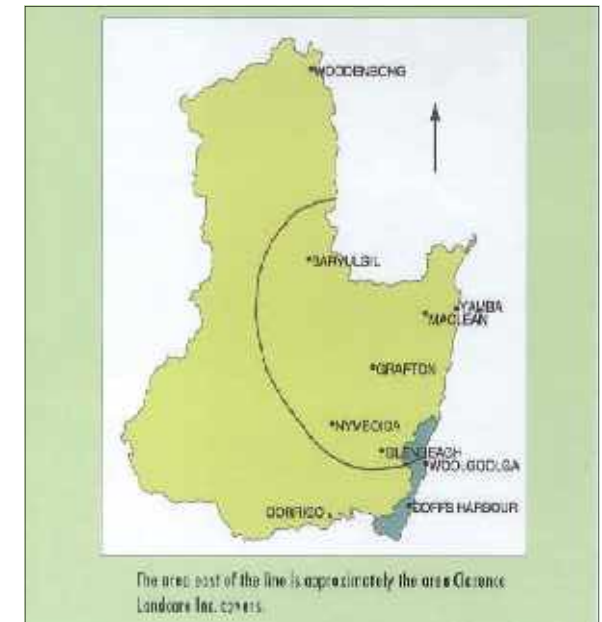 WOODENBONG
BARYULGIL
YAMBA
MACLEAN
GRAFTON
NYMBOIDA
GLENREAGH
WOOLGOOLGA
DORRIGO
COFFS HARBOUR
The area east of the line is approximately the area Clarence
Landcare Inc. covers.